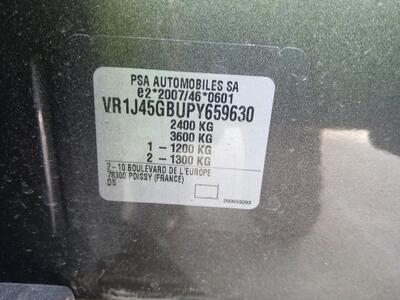 PSA AUTOMOBILES SA
e2*2007/46*0601
VR1J45GBUPY659630
2400 KG
3600 KG
1 - 1200 KG
2 - 1300 KG
2 - 10 BOULEVARD DE L'EUROPE
78300 POISSY (FRANCE)
DS